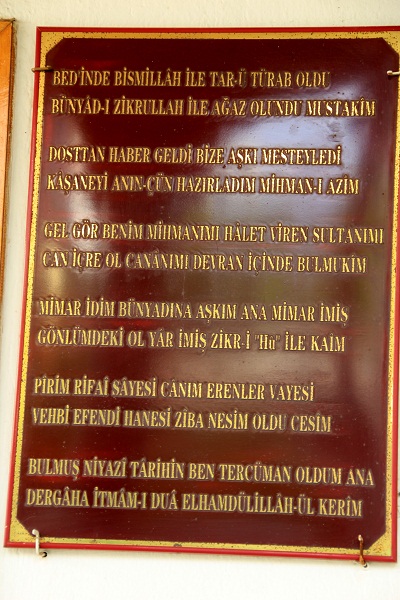 BED'İNDE BİSMİLLÂH İLE TAR-Ü TÜRAB OLDU
BÜNYÂD-I ZİKRULLAH İLE AĞAZ OLUNDU MUSTAKİM
DOSTTAN HABER GELDİ BİZE AŞKI MESTEYLEDİ
KÂŞANEYİ ANIN-ÇÜN HAZIRLADIM MİHMAN-I AZİM
GEL GÖR BENİM MİHMANIMI HÂLET VİREN SULTANIMI
CAN İÇRE OL CANÂNIMI DEVRAN İÇİNDE BULMUKİM
MİMAR İDİM BÜNYADINA AŞKIM ANA MİMAR İMİŞ
GÖNLÜMDEKİ OL YÂR İMİŞ ZİKR-İ "Hu" İLE KAİM
PİRİM RİFAİ SÂYESİ CANIM ERENLER VAYESİ
VEHBİ EFENDİ HANESİ ZİBA NESİM OLDU CESİM
BULMUŞ NİYAZİ TÂRİHİN BEN TERCÜMAN OLDUM ANA
DERGÂHA İTMÂM-I DUÂ ELHAMDÜLİLLÂH-ÜL KERİM